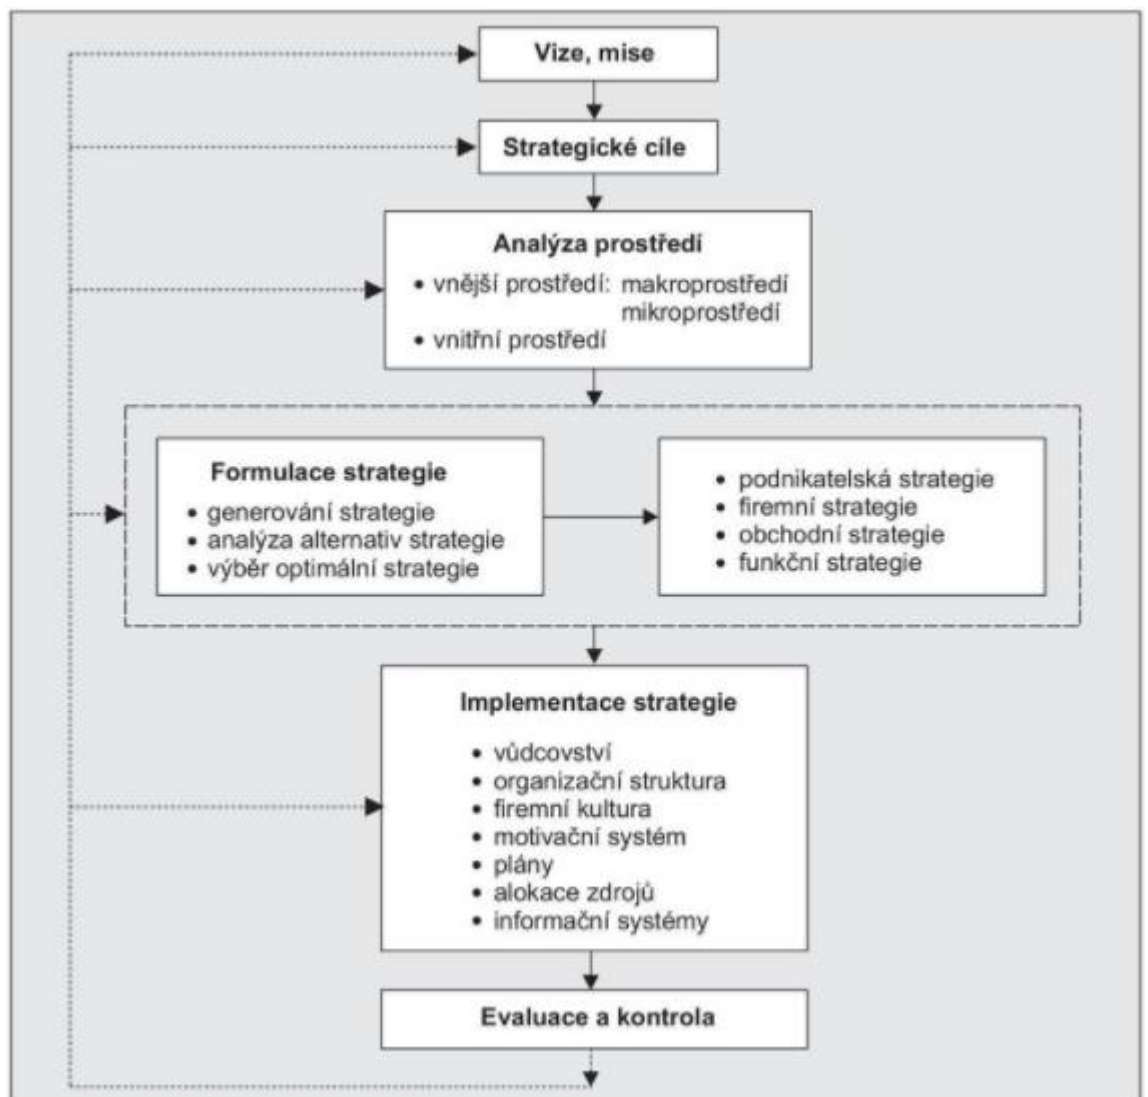 Vize, mise
Strategické cíle
Analýza prostředí
• vnější prostředí: makroprostředí
mikroprostředí
• vnitřní prostředí
Formulace strategie
• generování strategie
• analýza alternativ strategie
• výběr optimální strategie
• podnikatelská strategie
• firemní strategie
• obchodní strategie
• funkční strategie
Implementace strategie
• vůdcovství
• organizační struktura
• firemní kultura
• motivační systém
• plány
• alokace zdrojů
• informační systémy
Evaluace a kontrola